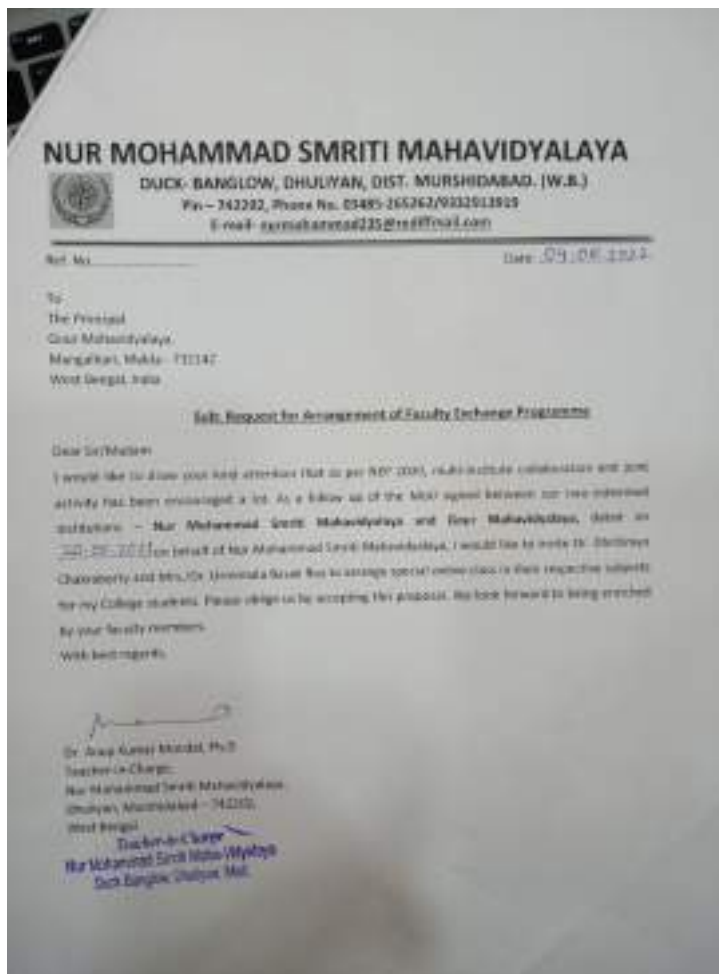 NUR MOHAMMAD SMRITI MAHAVIDYALAYA
DUCK- BANGLOW, DHULIYAN, DIST. MURSHIDABAD. (W.B.)
Pin – 742202, Phone No. 03485-265262/9332913919
E-mail- nurmohammad235@rediffmail.com
Ref. No.
Date
To
The Principal
Gour Mahavidyalaya
Mangalbari, Malda - 732142
West Bengal, India
Sub: Request for Arrangement of Faculty Exchange Programme
Dear Sir/Madam
I would like to draw your kind attention that as per NEP 2020, multi-institute collaboration and joint
activity has been encouraged a lot. As a follow up of the MoU signed between our two esteemed
institutions – Nur Mohammad Smriti Mahavidyalaya and Gour Mahavidyalaya, dated on
on behalf of Nur Mohammad Smriti Mahavidyalaya, I would like to invite Dr.
Chakraborty and Mrs./Dr. to arrange special online class in their respective subjects
for my College students. Please oblige us by accepting this proposal. We look forward to being enriched
by your faculty members.
With best regards,
Dr. Kumar Mondal, Ph.D
Teacher-in-Charge,
Nur Mohammad Smriti Mahavidyalaya
Dhuliyan, Murshidabad – 742202,
West Bengal
Teacher-in-Charge
Nur Mohammad Smriti Maha-Vidyalaya
Duck Banglow, Dhuliyan, Msd.